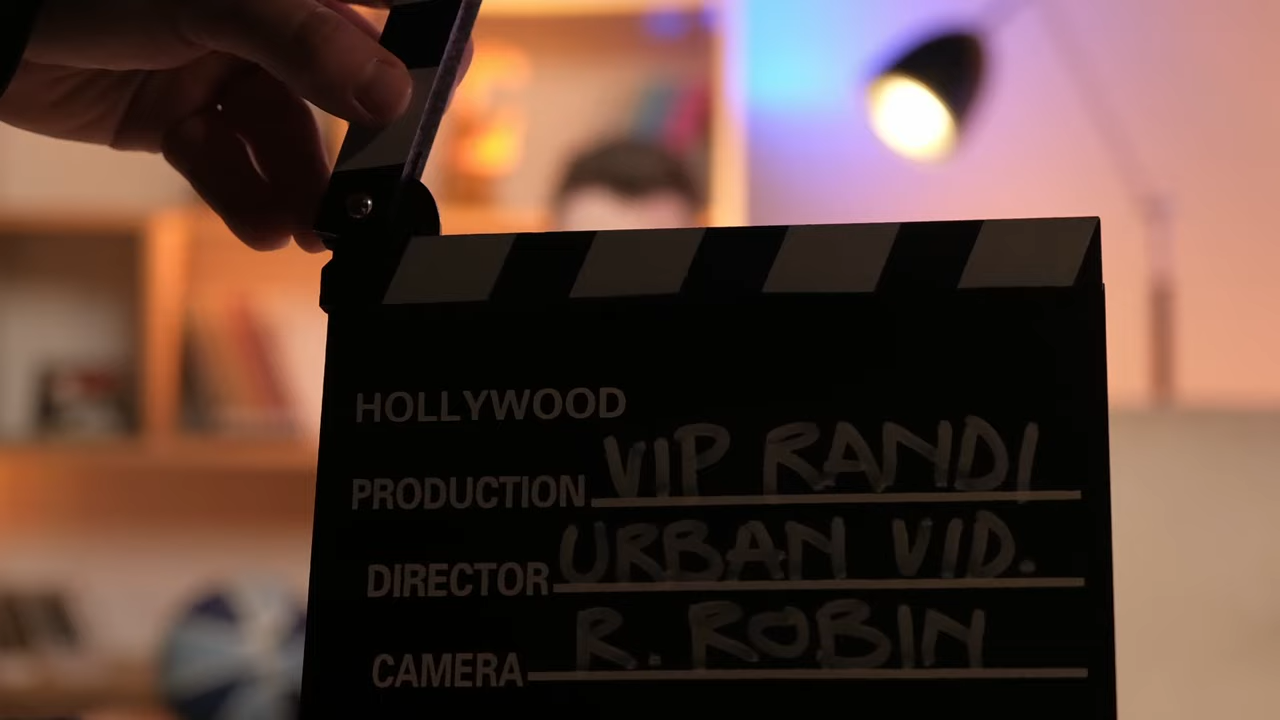 HOLLYWOOD
PRODUCTION VIP RANDI
DIRECTOR URBAN VID.
CAMERA R. ROBIN